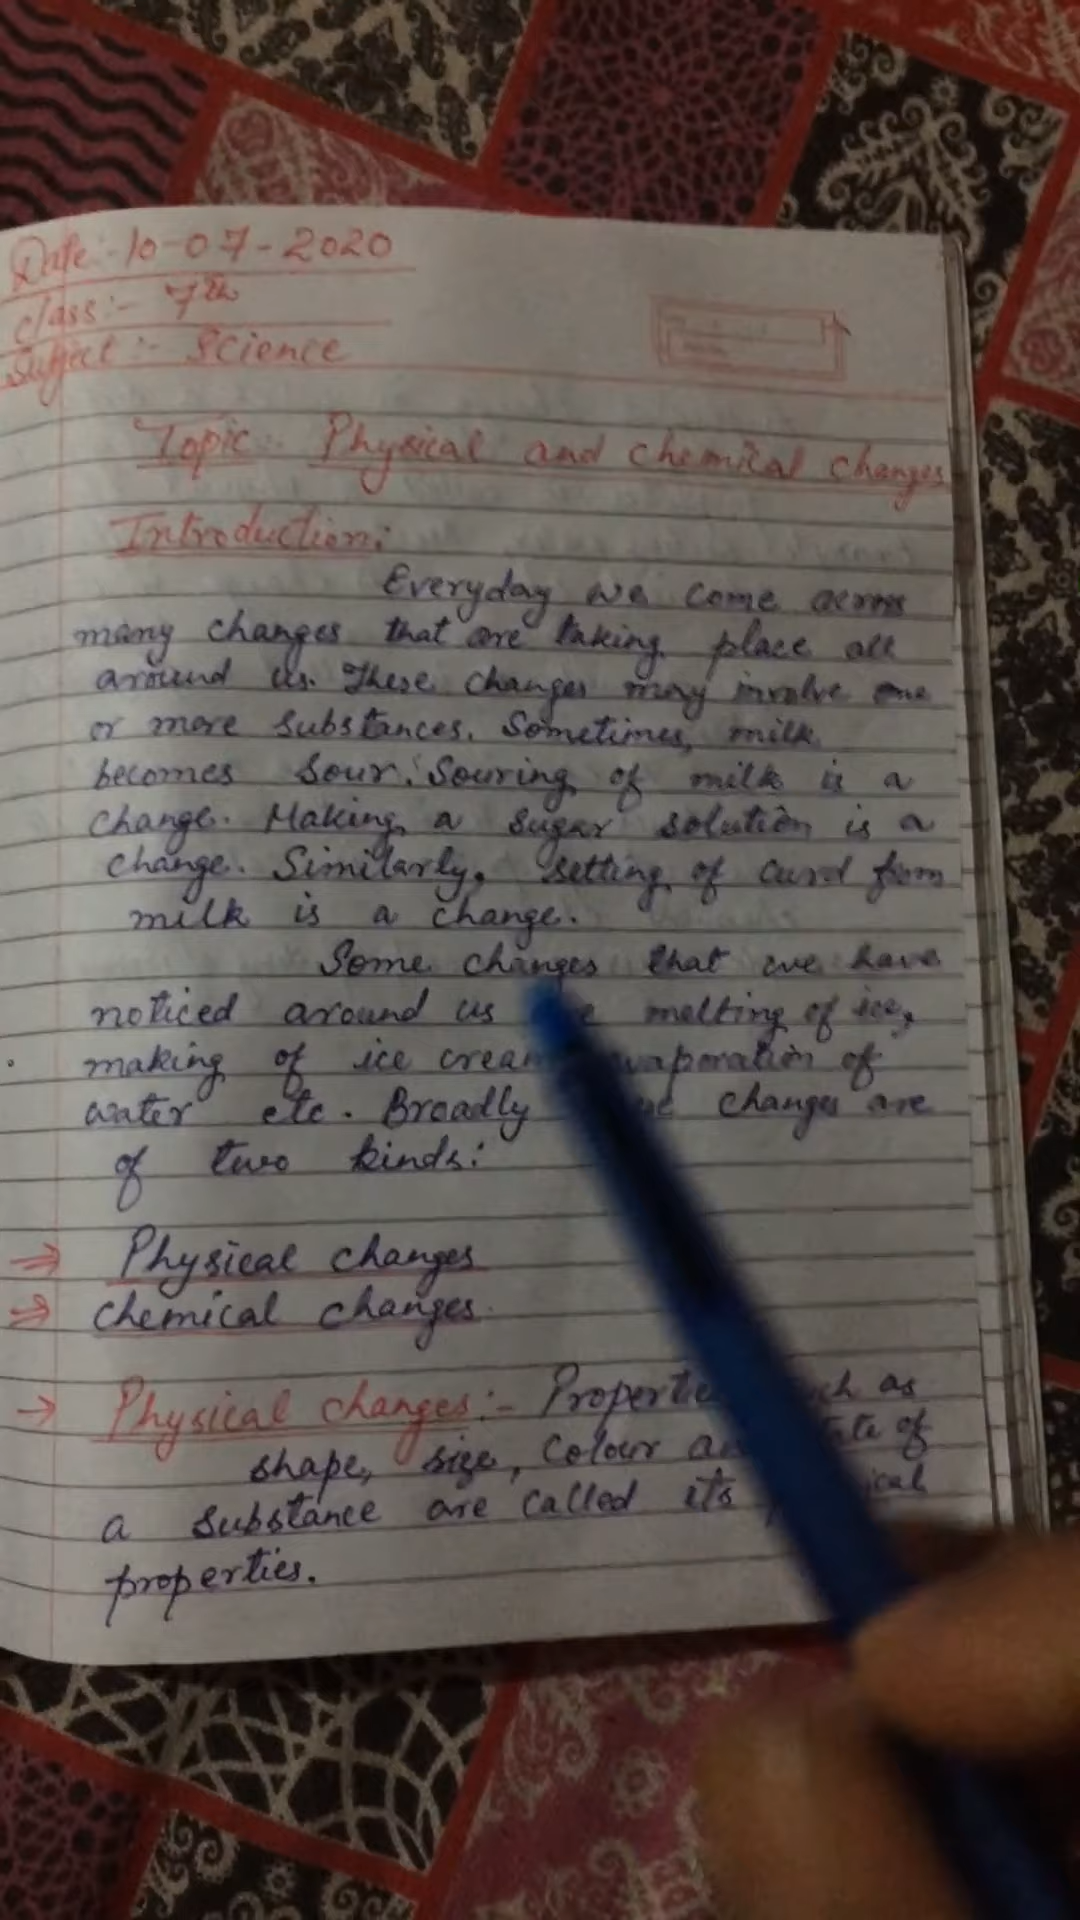 Date:- 10-07-2020
Class:- 7th
Subject:- Science
Topic:- Physical and chemical changes
Introduction:
Everyday we come across
many changes that are taking place all
around us. These changes may involve one
or more substances. Sometimes, milk
becomes sour. Souring of milk is a
change. Making a sugar solution is a
change. Similarly, setting of curd from
milk is a change.
Some changes that we have
noticed around us melting of ice,
making of ice cream evaporation of
water etc. Broadly changes are
of two kinds:
⇒ Physical changes
⇒ Chemical changes.
→ Physical changes:- Properties such as
shape, size, colour and state of
a substance are called its physical
properties.